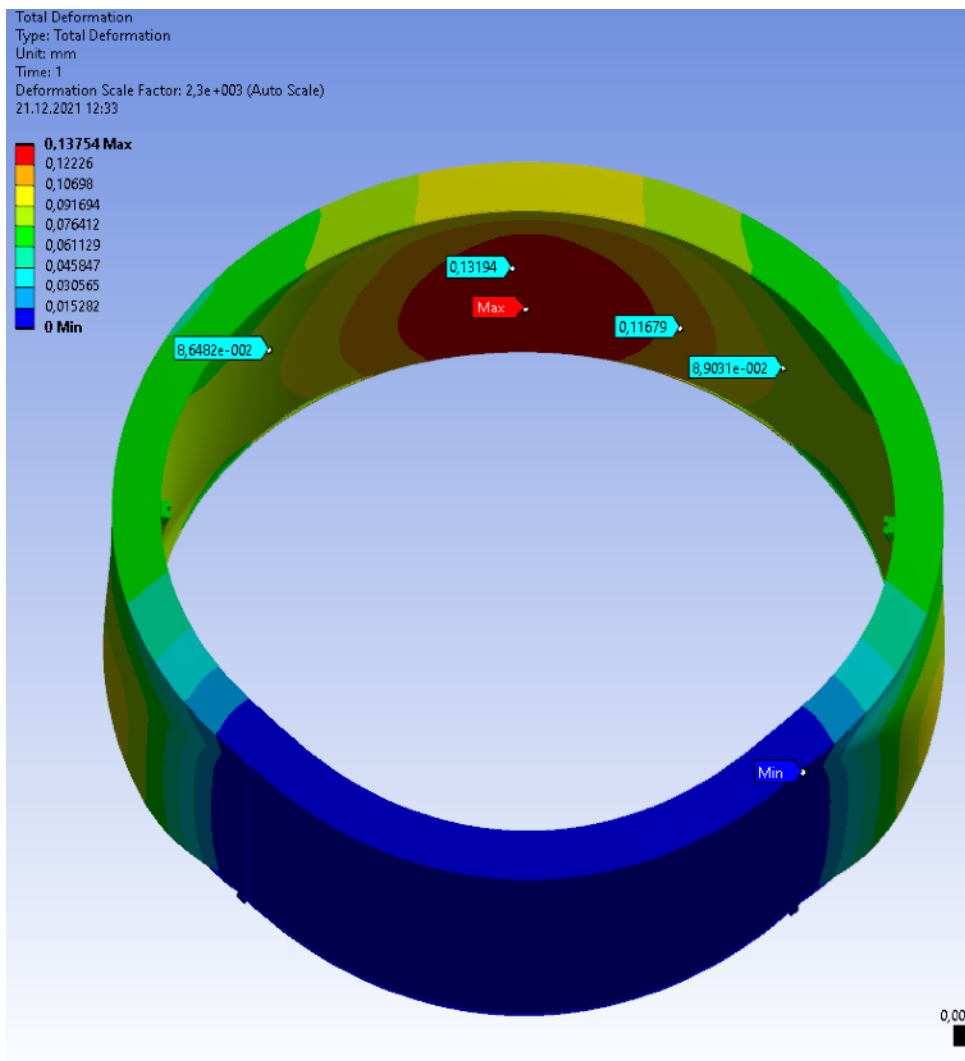 Total Deformation
Type: Total Deformation
Unit: mm
Time: 1
Deformation Scale Factor: 2,3e+003 (Auto Scale)
21.12.2021 12:33
0,13754 Max
0,12226
0,10698
0,091694
0,076412
0,061129
0,045847
0,030565
0,015282
0 Min
0,13194
Max
0,11679
8,6482e-002
8,9031e-002
Min
0,00